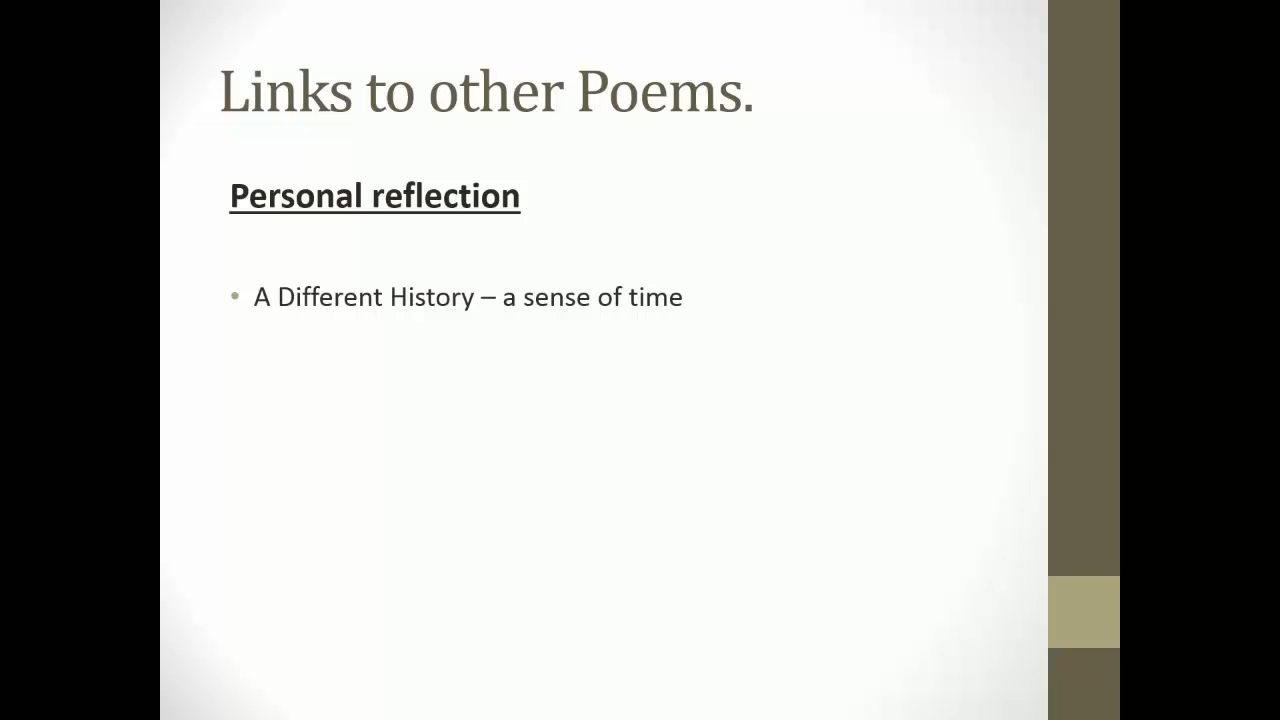 Links to other Poems.
Personal reflection
• A Different History – a sense of time